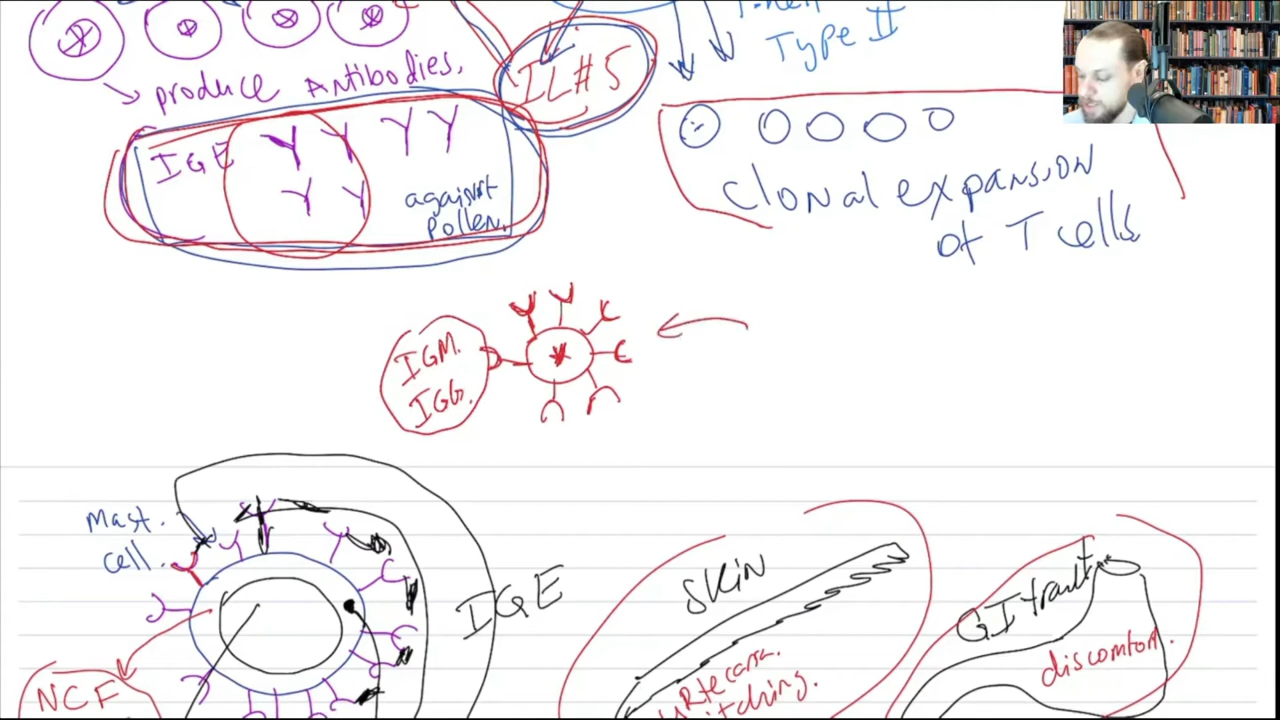 Type II
IL#5
produce Antibodies.
IGE
against
pollen.
clonal expansion
of T cells
IGM.
IGG.
Mast.
cell.
IGE
SKIN
itching.
GI tract
discomfort.
NCF